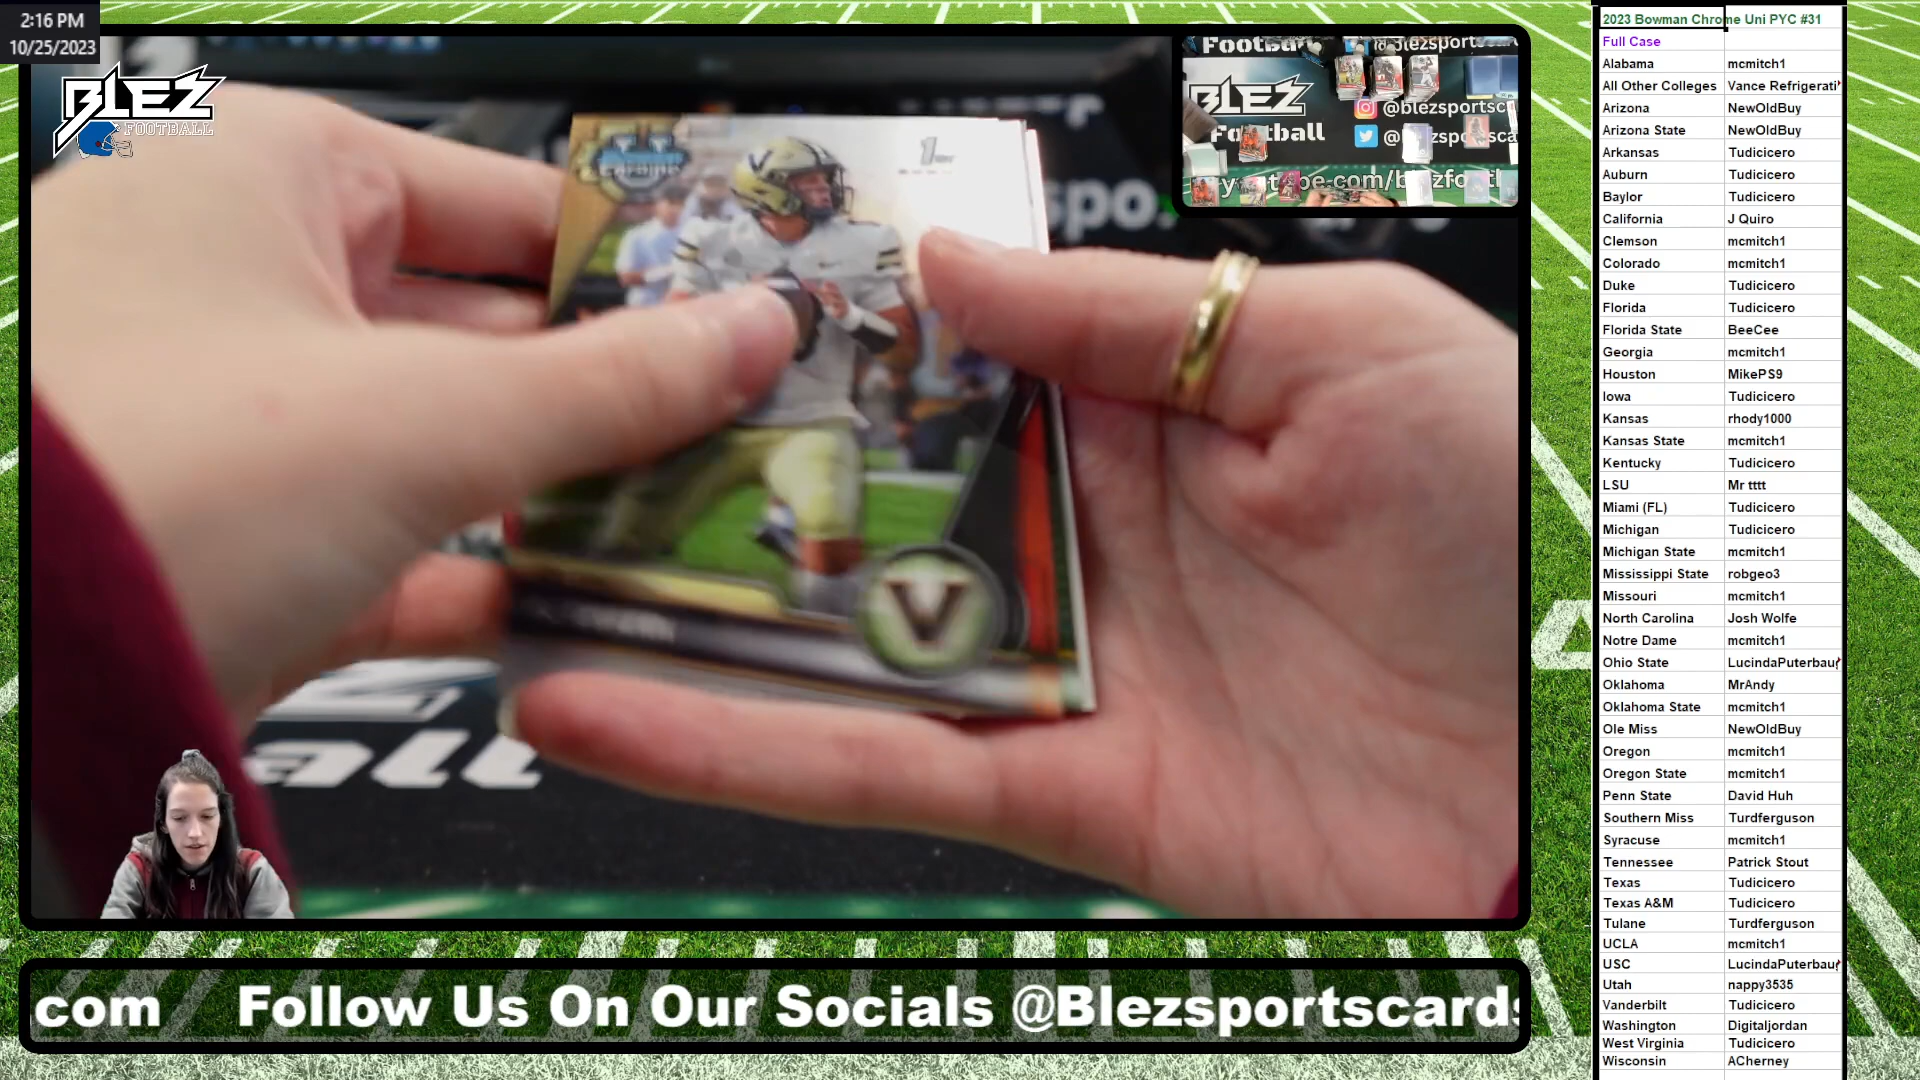 2:16 PM
10/25/2023
BLEZ
FOOTBALL
Football
@blezsportsc
BLEZ
Football
V
com Follow Us On Our Socials @Blezsportscards
2023 Bowman Chrome Uni PYC #31
Full Case
Alabama mcmitch1
All Other Colleges Vance Refrigerati
Arizona NewOldBuy
Arizona State NewOldBuy
Arkansas Tudicicero
Auburn Tudicicero
Baylor Tudicicero
California J Quiro
Clemson mcmitch1
Colorado mcmitch1
Duke Tudicicero
Florida Tudicicero
Florida State BeeCee
Georgia mcmitch1
Houston MikePS9
Iowa Tudicicero
Kansas rhody1000
Kansas State mcmitch1
Kentucky Tudicicero
LSU Mr tttt
Miami (FL) Tudicicero
Michigan Tudicicero
Michigan State mcmitch1
Mississippi State robgeo3
Missouri mcmitch1
North Carolina Josh Wolfe
Notre Dame mcmitch1
Ohio State LucindaPuterbau
Oklahoma MrAndy
Oklahoma State mcmitch1
Ole Miss NewOldBuy
Oregon mcmitch1
Oregon State mcmitch1
Penn State David Huh
Southern Miss Turdferguson
Syracuse mcmitch1
Tennessee Patrick Stout
Texas Tudicicero
Texas A&M Tudicicero
Tulane Turdferguson
UCLA mcmitch1
USC LucindaPuterbau
Utah nappy3535
Vanderbilt Tudicicero
Washington Digitaljordan
West Virginia Tudicicero
Wisconsin ACherney